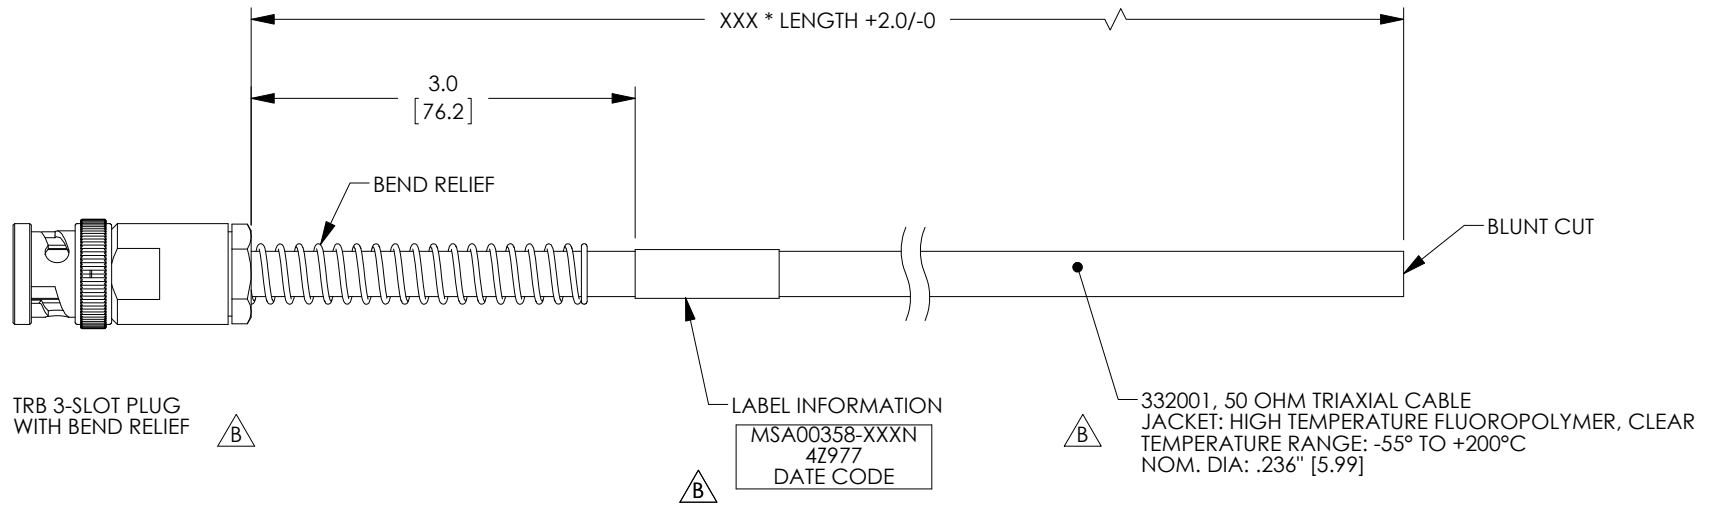 XXX * LENGTH +2.0/-0
3.0
[76.2]
BEND RELIEF
BLUNT CUT
TRB 3-SLOT PLUG
WITH BEND RELIEF
B
LABEL INFORMATION
MSA00358-XXXN
4Z977
DATE CODE
B
B
332001, 50 OHM TRIAXIAL CABLE
JACKET: HIGH TEMPERATURE FLUOROPOLYMER, CLEAR
TEMPERATURE RANGE: -55° TO +200°C
NOM. DIA: .236" [5.99]